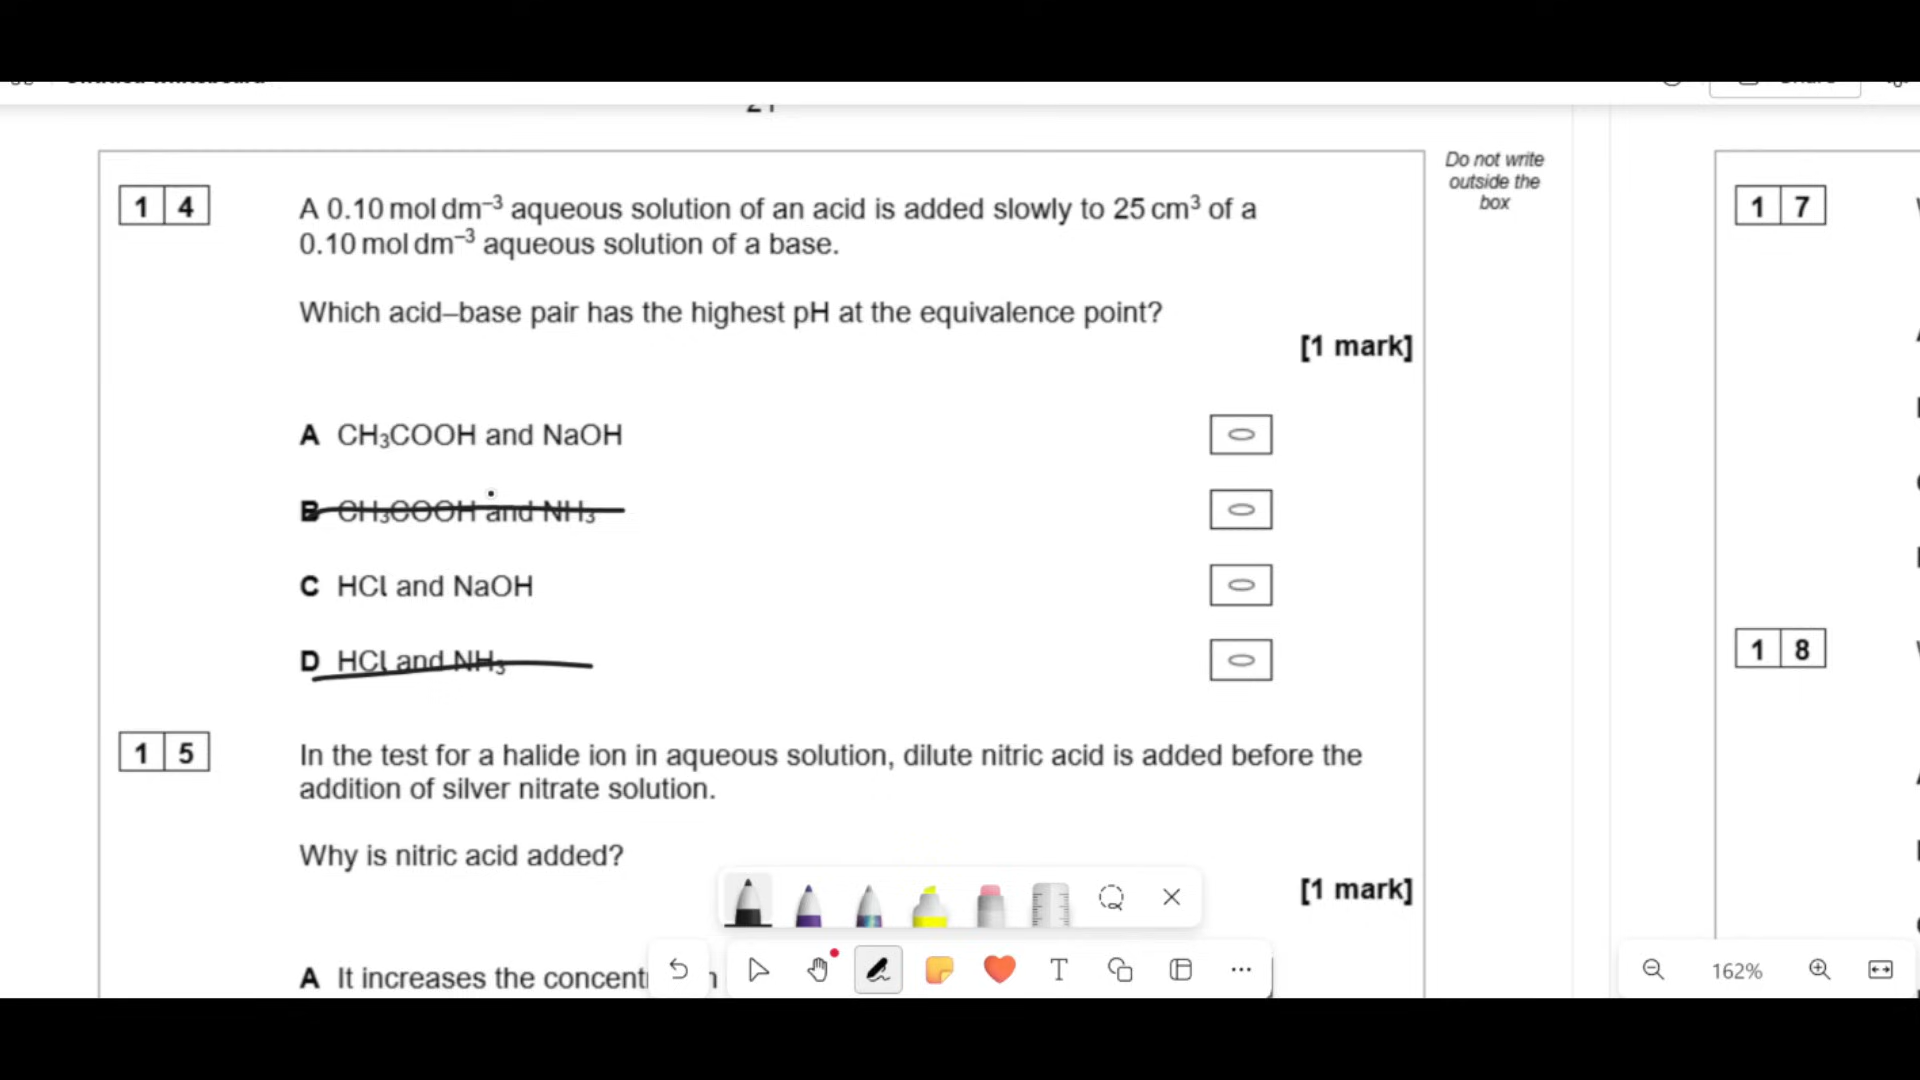 1 4
A 0.10 mol dm⁻³ aqueous solution of an acid is added slowly to 25 cm³ of a
0.10 mol dm⁻³ aqueous solution of a base.
Which acid–base pair has the highest pH at the equivalence point?
[1 mark]
A CH₃COOH and NaOH
B CH₃COOH and NH₃
C HCl and NaOH
D HCl and NH₃
Do not write
outside the
box
1 5
In the test for a halide ion in aqueous solution, dilute nitric acid is added before the
addition of silver nitrate solution.
Why is nitric acid added?
[1 mark]
A It increases the
1 7
1 8
162%